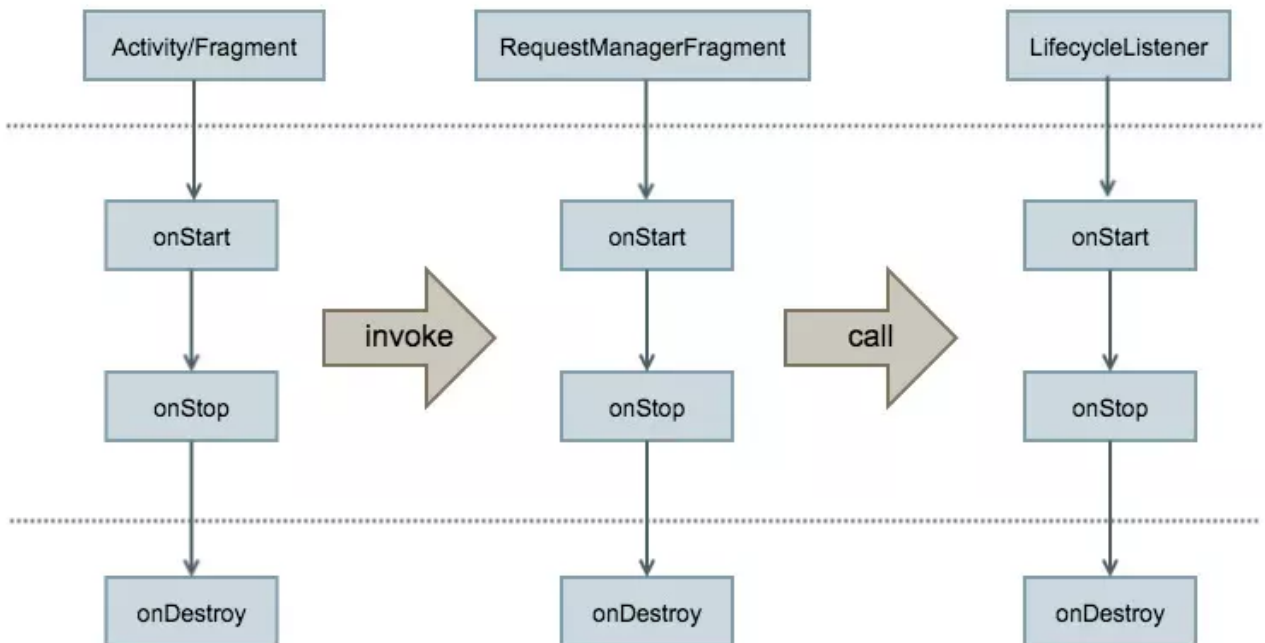 Activity/Fragment
RequestManagerFragment
LifecycleListener
onStart
onStart
onStart
invoke
call
onStop
onStop
onStop
onDestroy
onDestroy
onDestroy